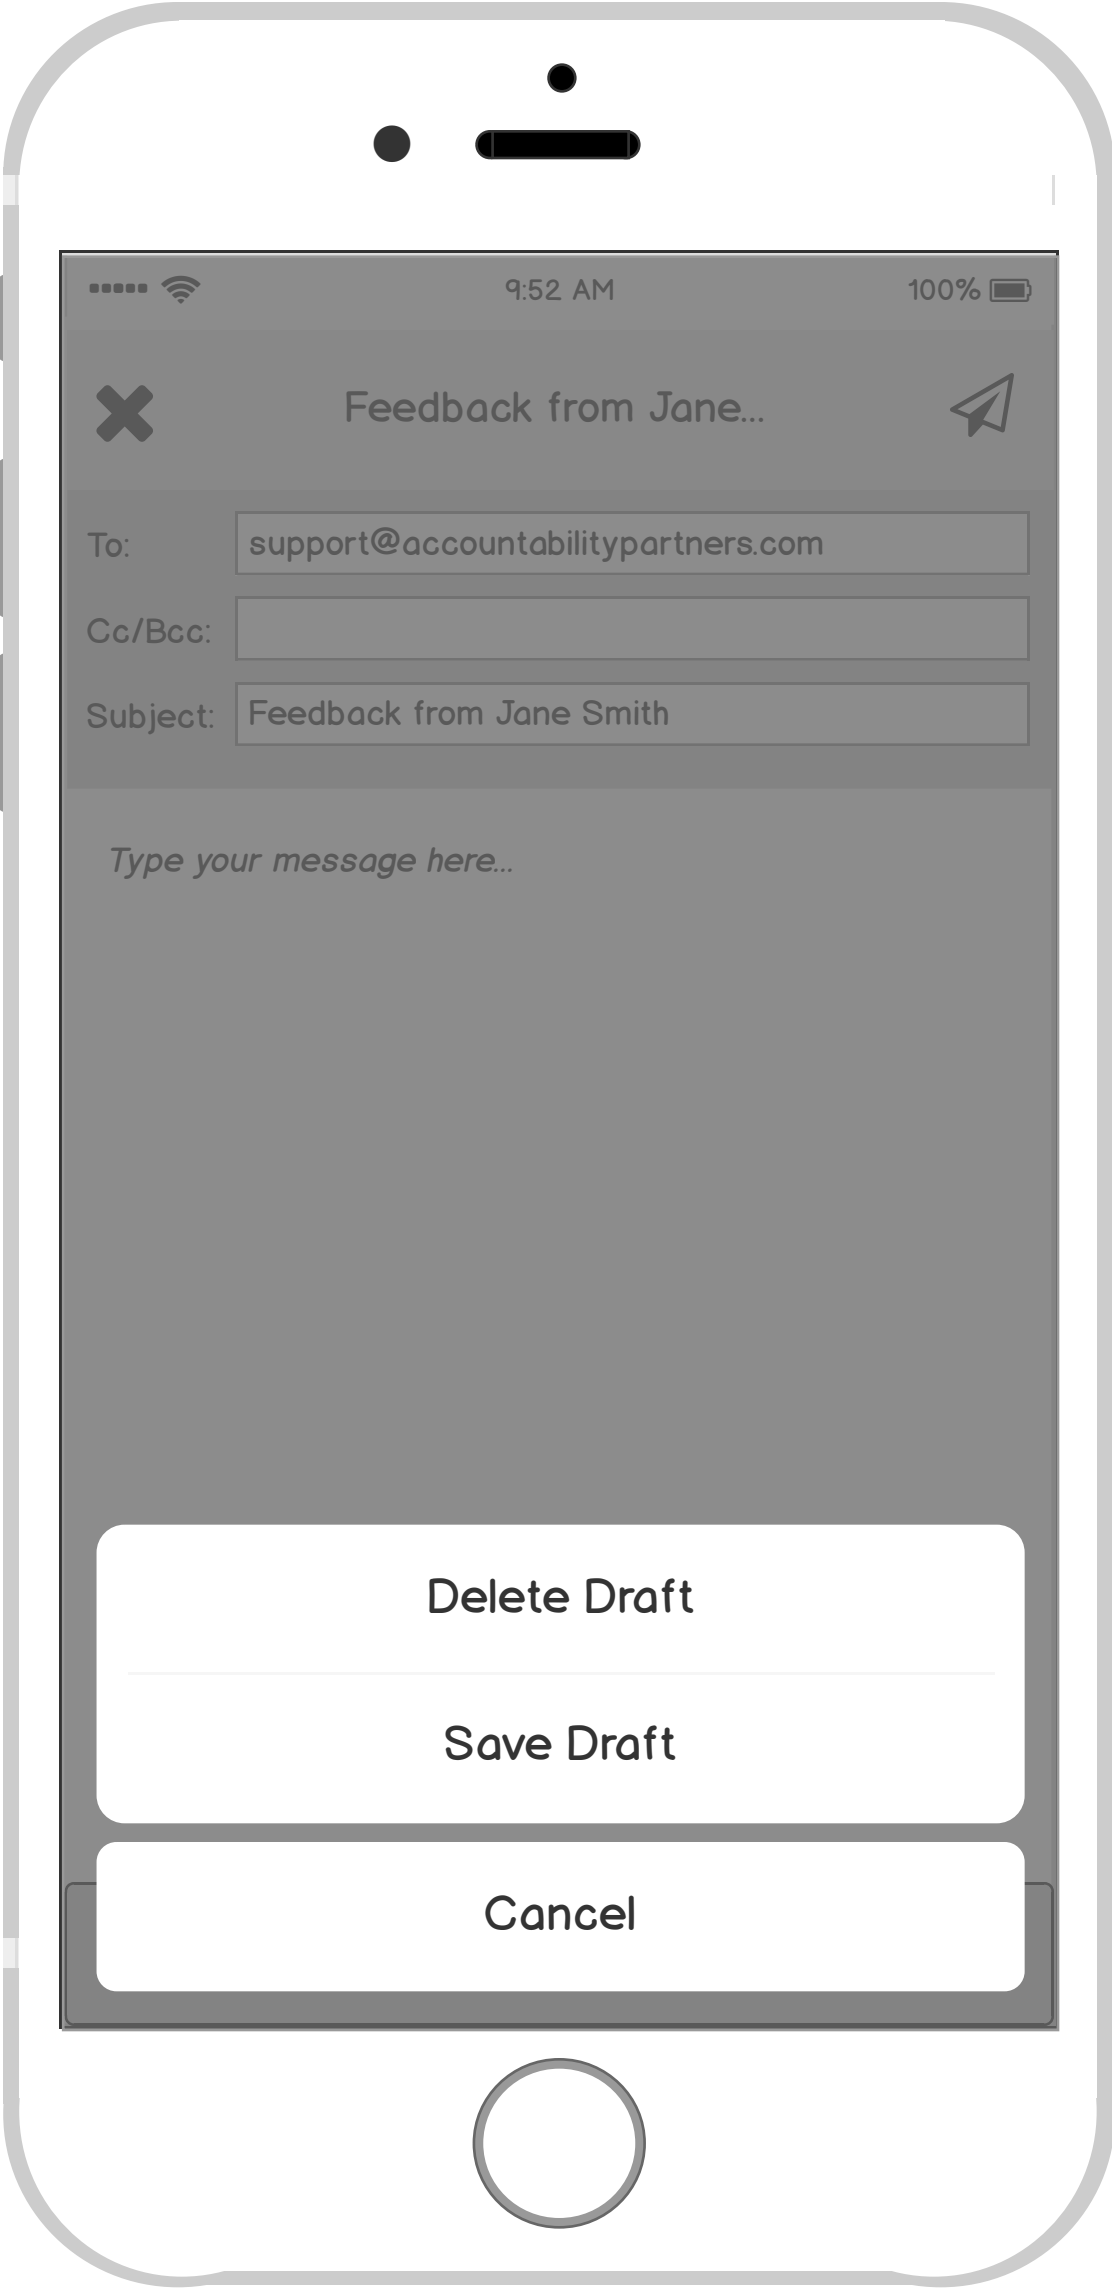 9:52 AM 100%
Feedback from Jane...
To: support@accountabilitypartners.com
Cc/Bcc:
Subject: Feedback from Jane Smith
Type your message here...
Delete Draft
Save Draft
Cancel